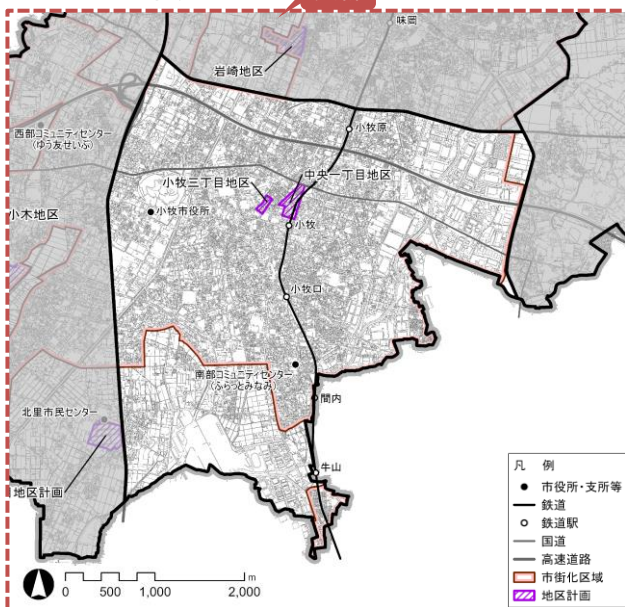 味岡
岩崎地区
西部コミュニティセンター
(ゆう友せいぶ)
小牧原
小牧三丁目地区
中央一丁目地区
小木地区
小牧市役所
小牧
小牧口
南部コミュニティセンター
(ふらっとみなみ)
間内
北里市民センター
地区計画
牛山
凡 例
市役所・支所等
鉄道
鉄道駅
国道
高速道路
市街化区域
地区計画
0 500 1,000 2,000 m